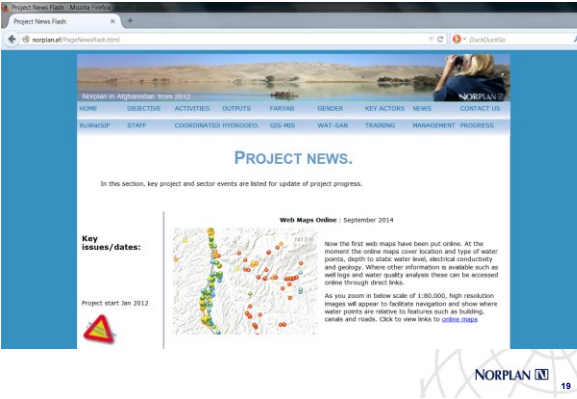 Project News Flash - Mozilla Firefox
Project News Flash × +
norplan.af/PageNewsflash.html
DuckDuckGo
Norplan in Afghanistan from 2012
NORPLAN
HOME OBJECTIVE ACTIVITIES OUTPUTS FARYAB GENDER KEY ACTORS NEWS CONTACT US
RuWatSIP STAFF COORDINATIO HYDROGEO. GIS-MIS WAT-SAN TRAINING MANAGEMENT PROGRESS
PROJECT NEWS.
In this section, key project and sector events are listed for update of project progress.
Web Maps Online : September 2014
Key
issues/dates:
Project start Jan 2012
Now the first web maps have been put online. At the
moment the online maps cover location and type of water
points, depth to static water level, electrical conductivity
and geology. Where other information is available such as
well logs and water quality analysis these can be accessed
online through direct links.
As you zoom in below scale of 1:80,000, high resolution
images will appear to facilitate navigation and show where
water points are relative to features such as building,
canals and roads. Click to view links to online maps
NORPLAN
19